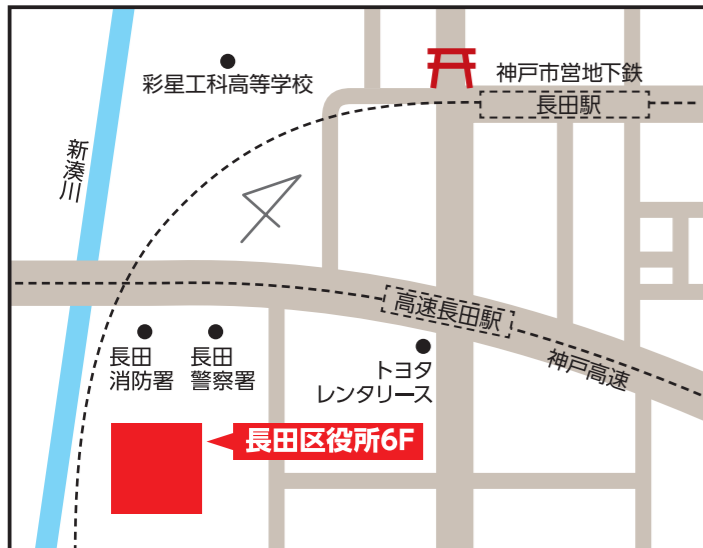 彩星工科高等学校
神戸市営地下鉄
長田駅
新湊川
高速長田駅
神戸高速
長田
消防署
長田
警察署
トヨタ
レンタリース
長田区役所6F